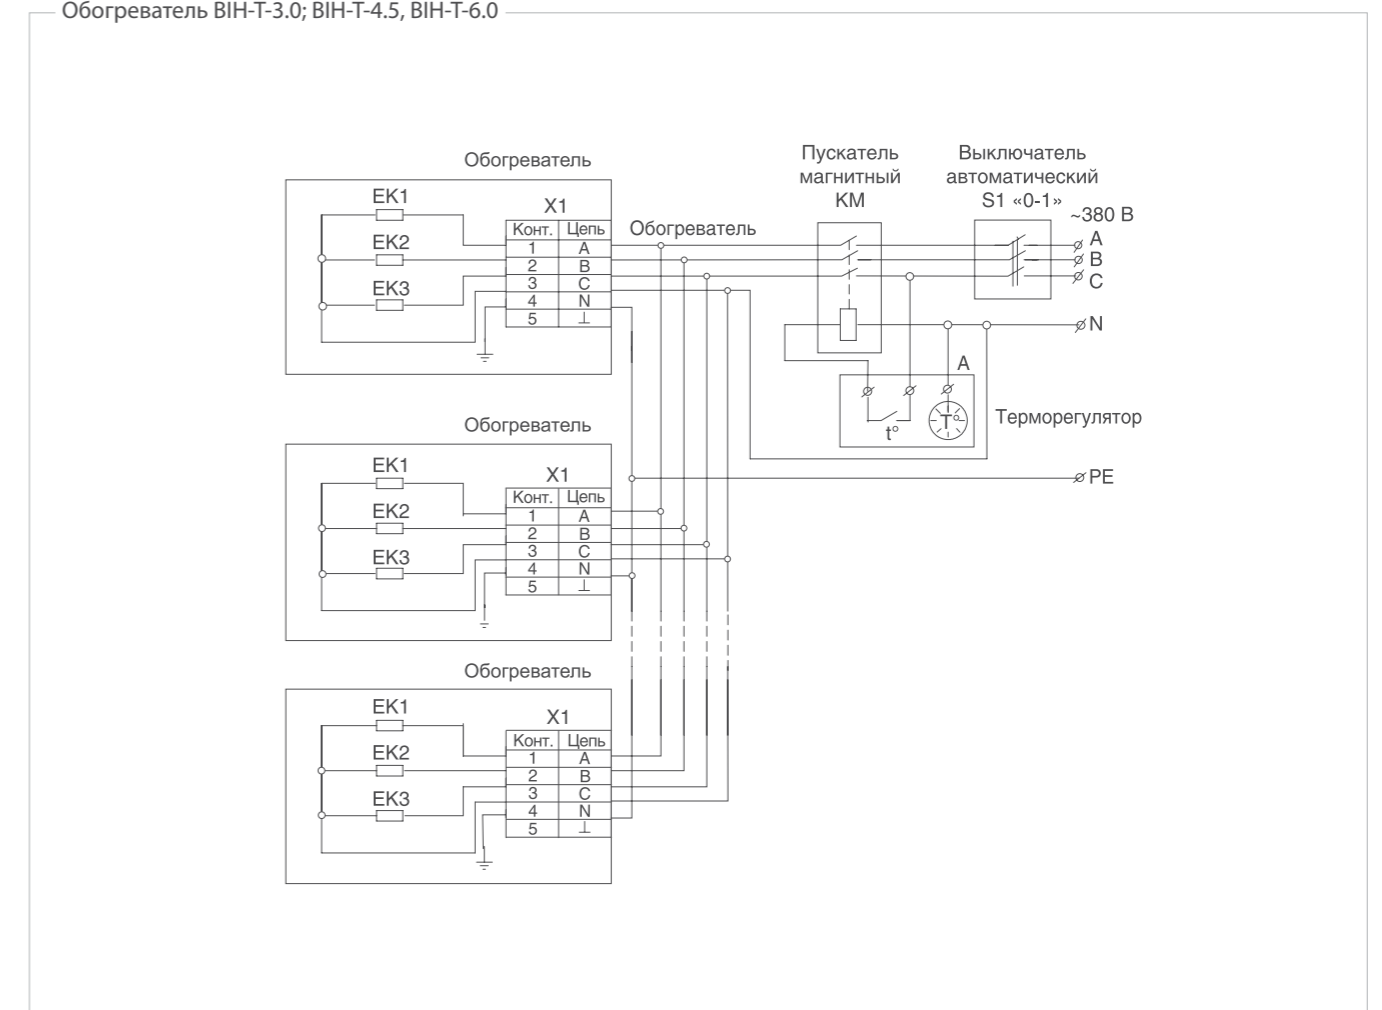 Обогреватель BIH-T-3.0; BIH-T-4.5, BIH-T-6.0
Обогреватель
EK1
EK2
EK3
X1
Конт. Цепь
1 A
2 B
3 C
4 N
5 ⊥
Обогреватель
Пускатель
магнитный
КМ
Выключатель
автоматический
S1 «0-1»
~380 В
A
B
C
N
A
t°
T°
Терморегулятор
PE
Обогреватель
EK1
EK2
EK3
X1
Конт. Цепь
1 A
2 B
3 C
4 N
5 ⊥
Обогреватель
EK1
EK2
EK3
X1
Конт. Цепь
1 A
2 B
3 C
4 N
5 ⊥